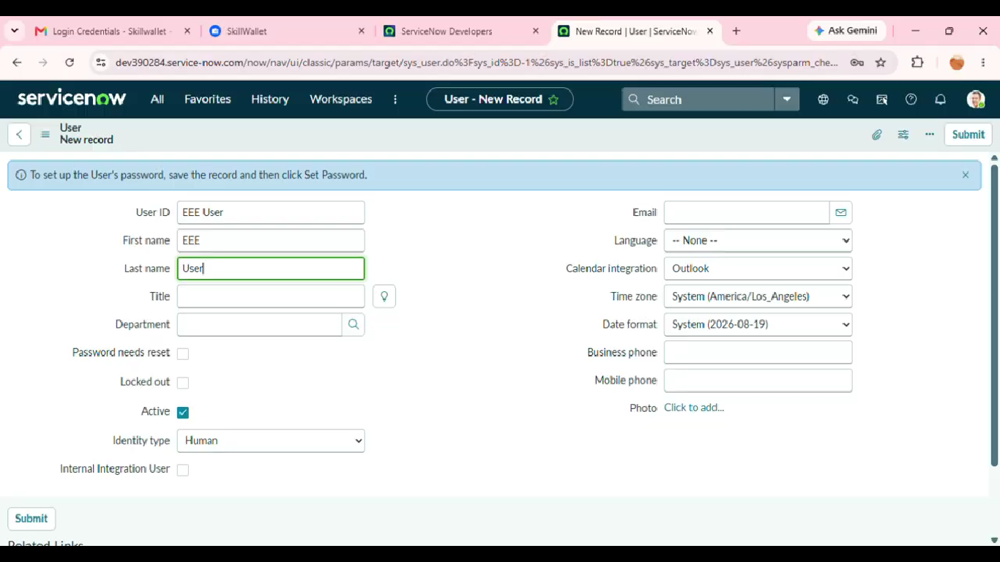 Login Credentials - Skillwallet -
SkillWallet
ServiceNow Developers
New Record | User | ServiceNow
Ask Gemini
dev390284.service-now.com/now/nav/ui/classic/params/target/sys_user.do%3Fsys_id%3D-1%26sys_is_list%3Dtrue%26sys_target%3Dsys_user%26sysparm_che...
servicenow
All
Favorites
History
Workspaces
User - New Record
Search
User
New record
Submit
To set up the User's password, save the record and then click Set Password.
User ID
EEE User
First name
EEE
Last name
User
Title
Department
Password needs reset
Locked out
Active
Identity type
Human
Internal Integration User
Email
Language
-- None --
Calendar integration
Outlook
Time zone
System (America/Los_Angeles)
Date format
System (2026-08-19)
Business phone
Mobile phone
Photo
Click to add...
Submit
Related Links